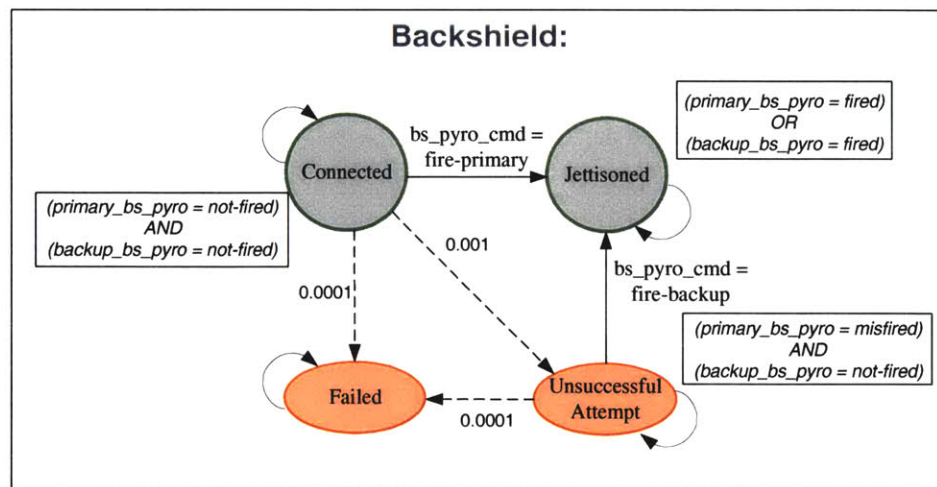 Backshield:
(primary_bs_pyro = fired)
OR
(backup_bs_pyro = fired)
bs_pyro_cmd =
fire-primary
Connected
Jettisoned
(primary_bs_pyro = not-fired)
AND
(backup_bs_pyro = not-fired)
0.001
0.0001
bs_pyro_cmd =
fire-backup
(primary_bs_pyro = misfired)
AND
(backup_bs_pyro = not-fired)
Failed
0.0001
Unsuccessful
Attempt